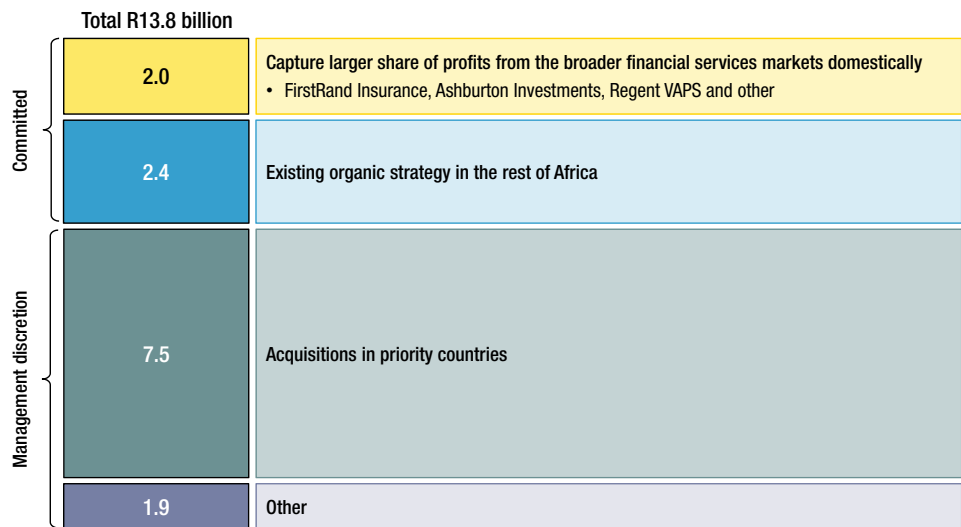 Total R13.8 billion
Committed
2.0
Capture larger share of profits from the broader financial services markets domestically
• FirstRand Insurance, Ashburton Investments, Regent VAPS and other
2.4
Existing organic strategy in the rest of Africa
Management discretion
7.5
Acquisitions in priority countries
1.9
Other